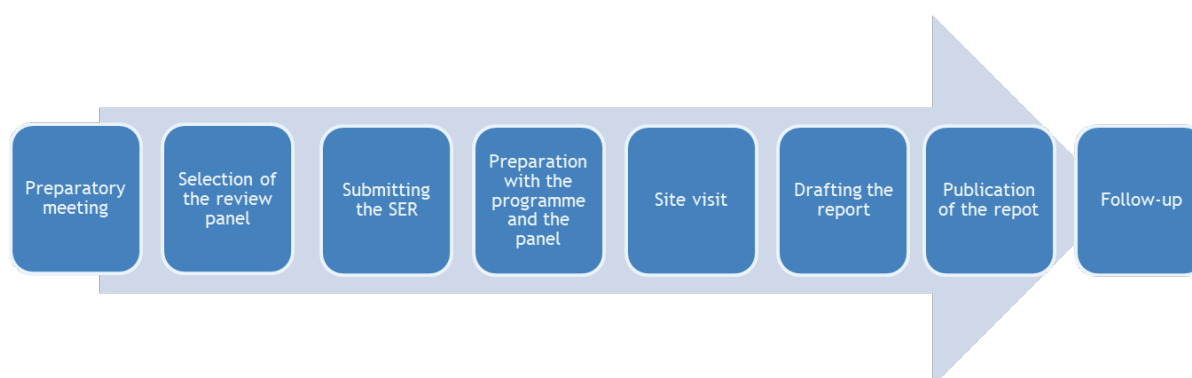 Preparatory
meeting
Selection of
the review
panel
Submitting
the SER
Preparation
with the
programme
and the
panel
Site visit
Drafting the
report
Publication
of the repot
Follow-up